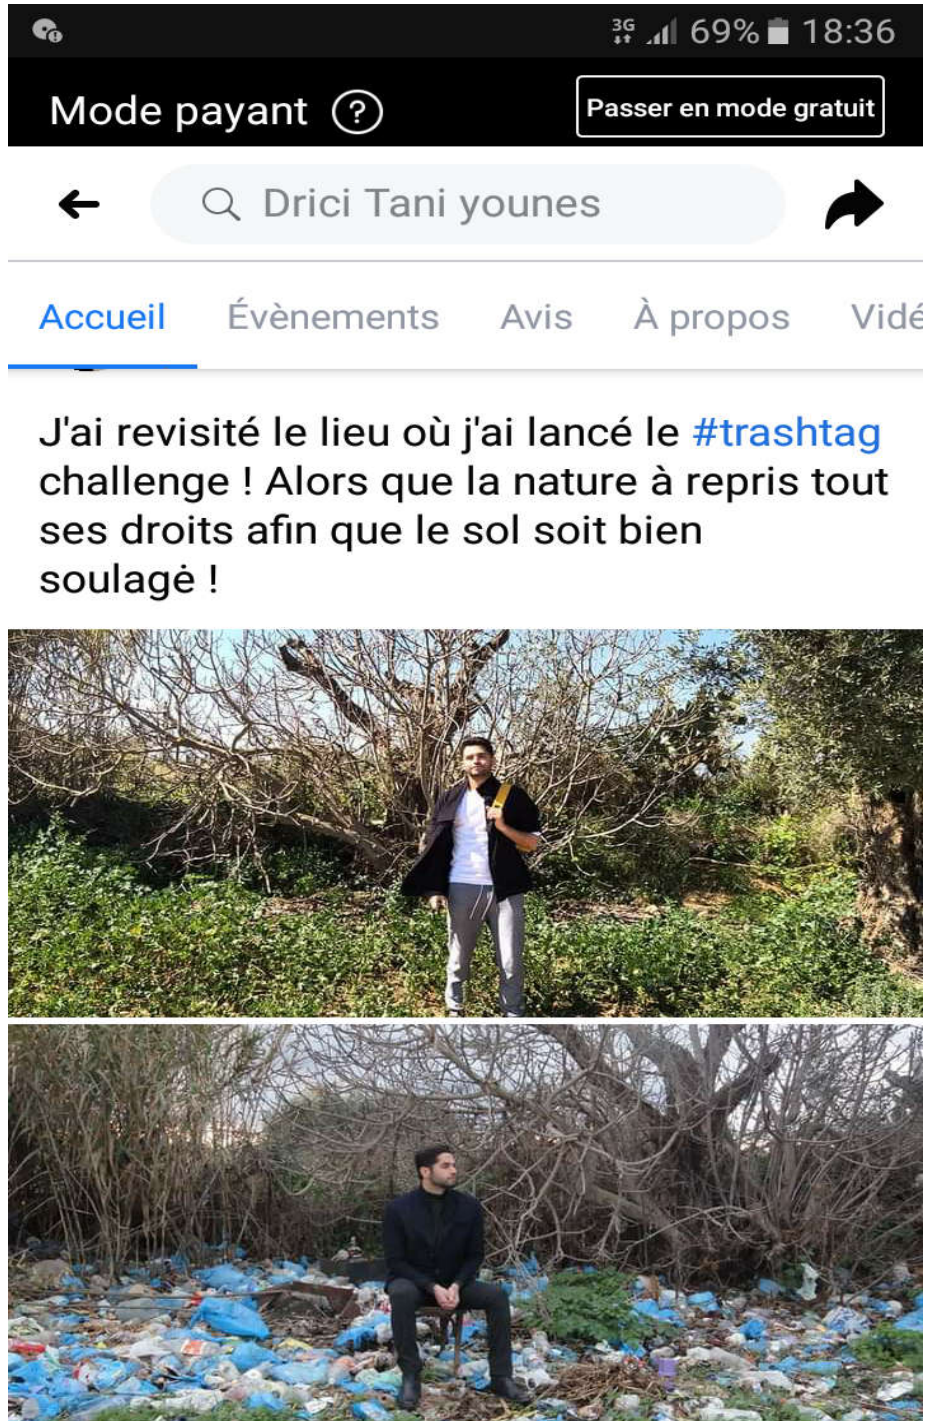 3G 69% 18:36
Mode payant ? Passer en mode gratuit
Drici Tani younes
Accueil Évènements Avis À propos Vidé
J'ai revisité le lieu où j'ai lancé le #trashtag
challenge ! Alors que la nature à repris tout
ses droits afin que le sol soit bien
soulagė !